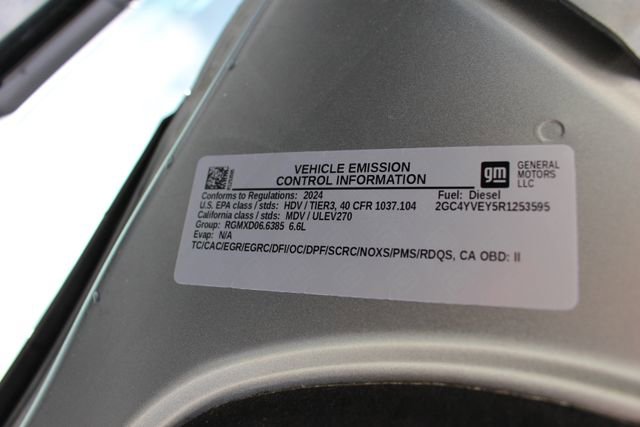 VEHICLE EMISSION
CONTROL INFORMATION
gm GENERAL MOTORS LLC
Conforms to Regulations: 2024 Fuel: Diesel
U.S. EPA class / stds: HDV / TIER3, 40 CFR 1037.104 2GC4YVEY5R1253595
California class / stds: MDV / ULEV270
Group: RGMXD06.6385 6.6L
Evap: N/A
TC/CAC/EGR/EGRC/DFI/OC/DPF/SCRC/NOXS/PMS/RDQS, CA OBD: II